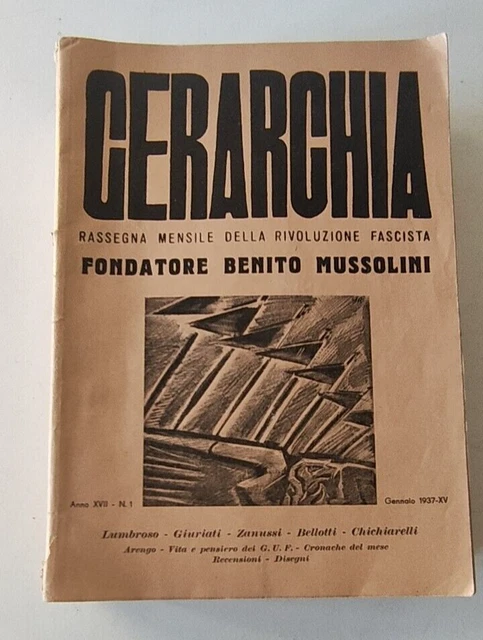 GERARCHIA
RASSEGNA MENSILE DELLA RIVOLUZIONE FASCISTA
FONDATORE BENITO MUSSOLINI
Anno XVII - N. 1
Gennaio 1937-XV
Lumbroso - Giuriati - Zanussi - Bellotti - Chichiarelli
Arengo - Vita e pensiero dei G. U. F. - Cronache del mese
Recensioni - Disegni